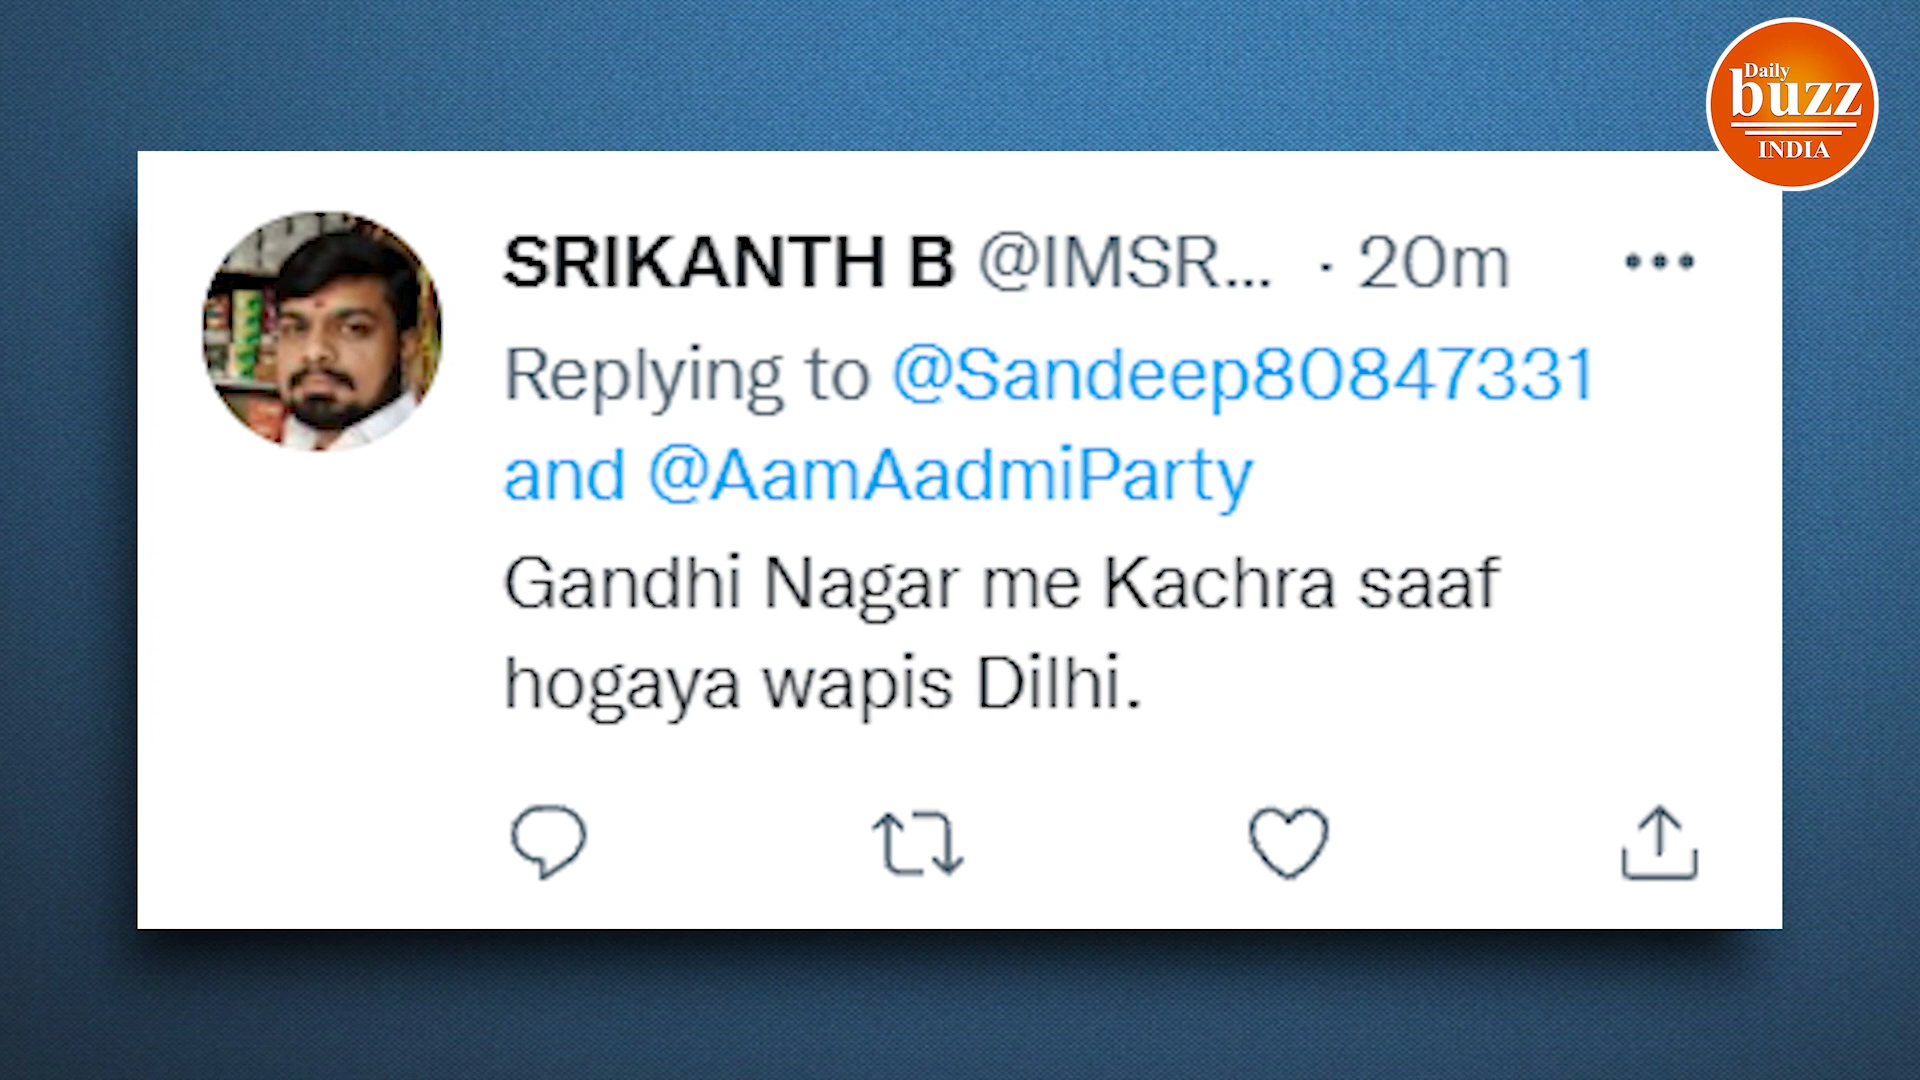 Daily
buzz
INDIA
SRIKANTH B @IMSR... · 20m
Replying to @Sandeep80847331
and @AamAadmiParty
Gandhi Nagar me Kachra saaf
hogaya wapis Dilhi.